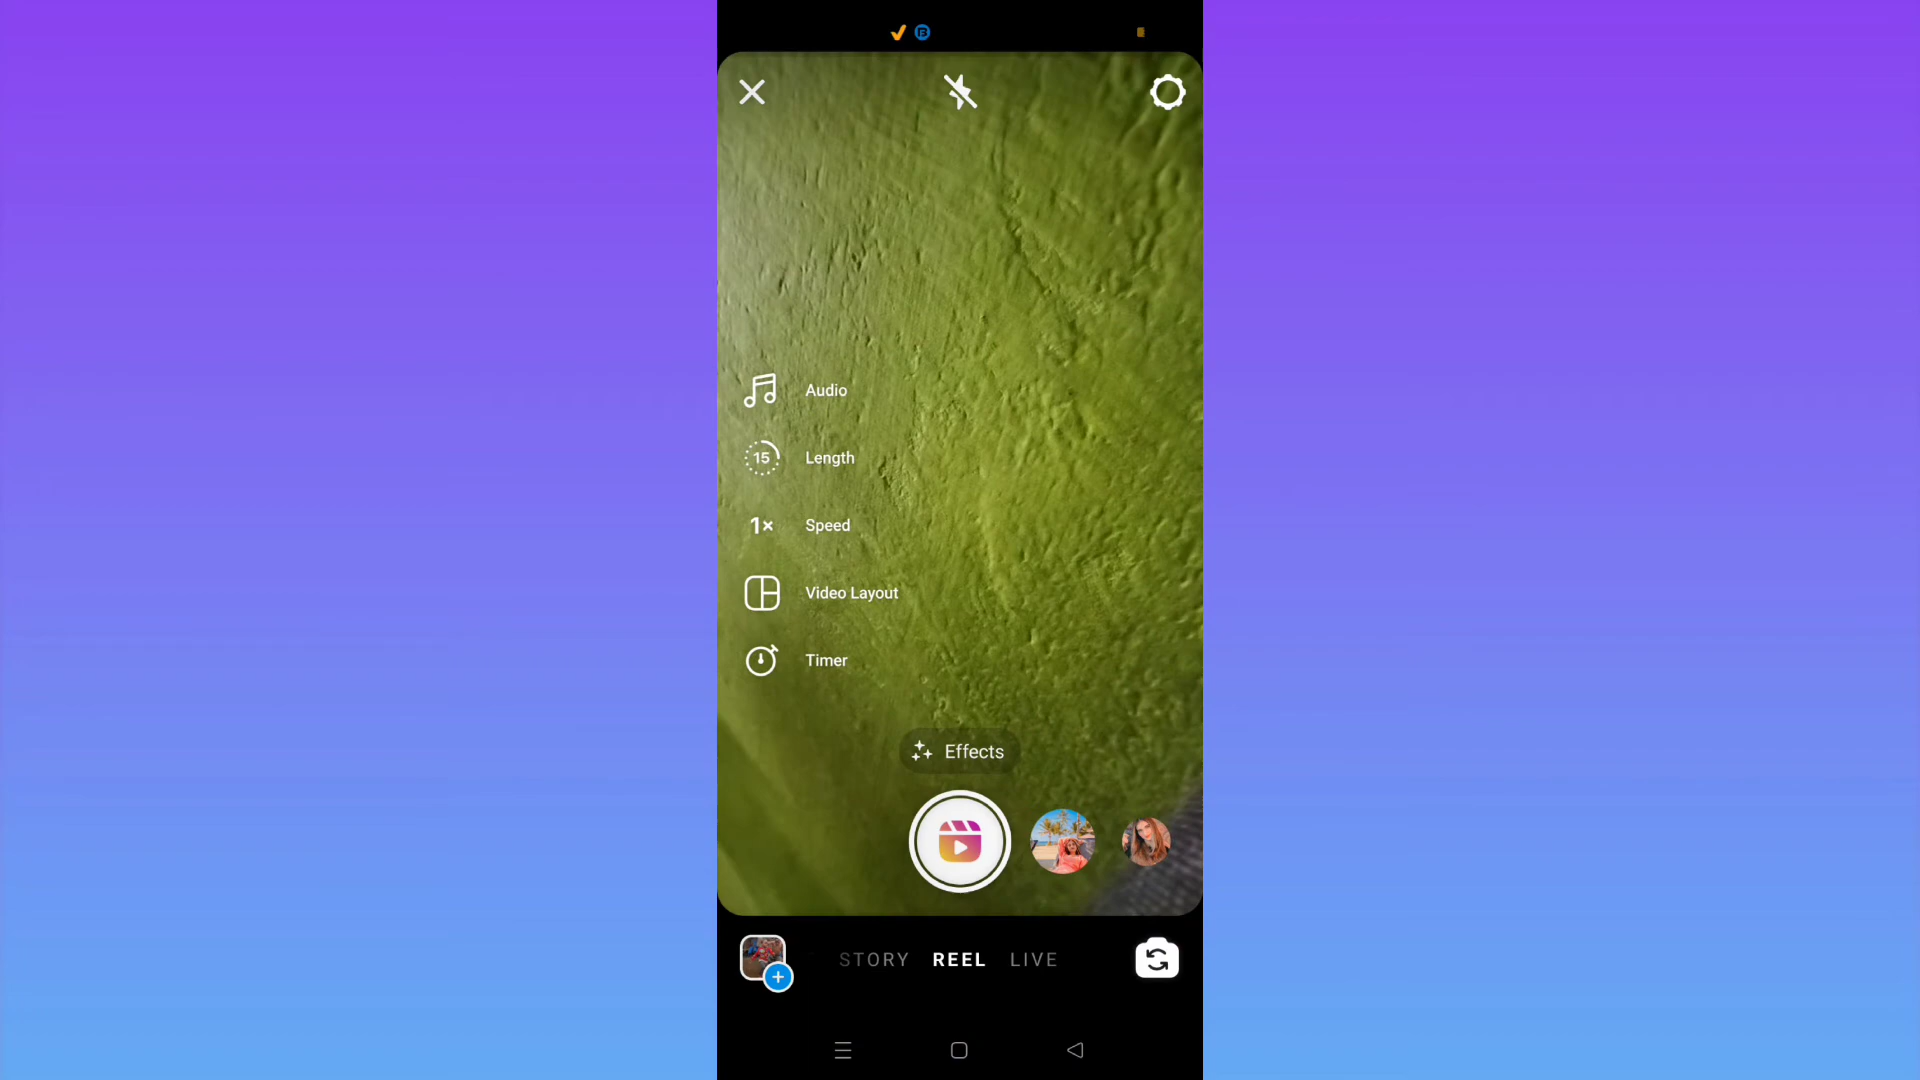 Audio
15 Length
1× Speed
Video Layout
Timer
Effects
STORY REEL LIVE